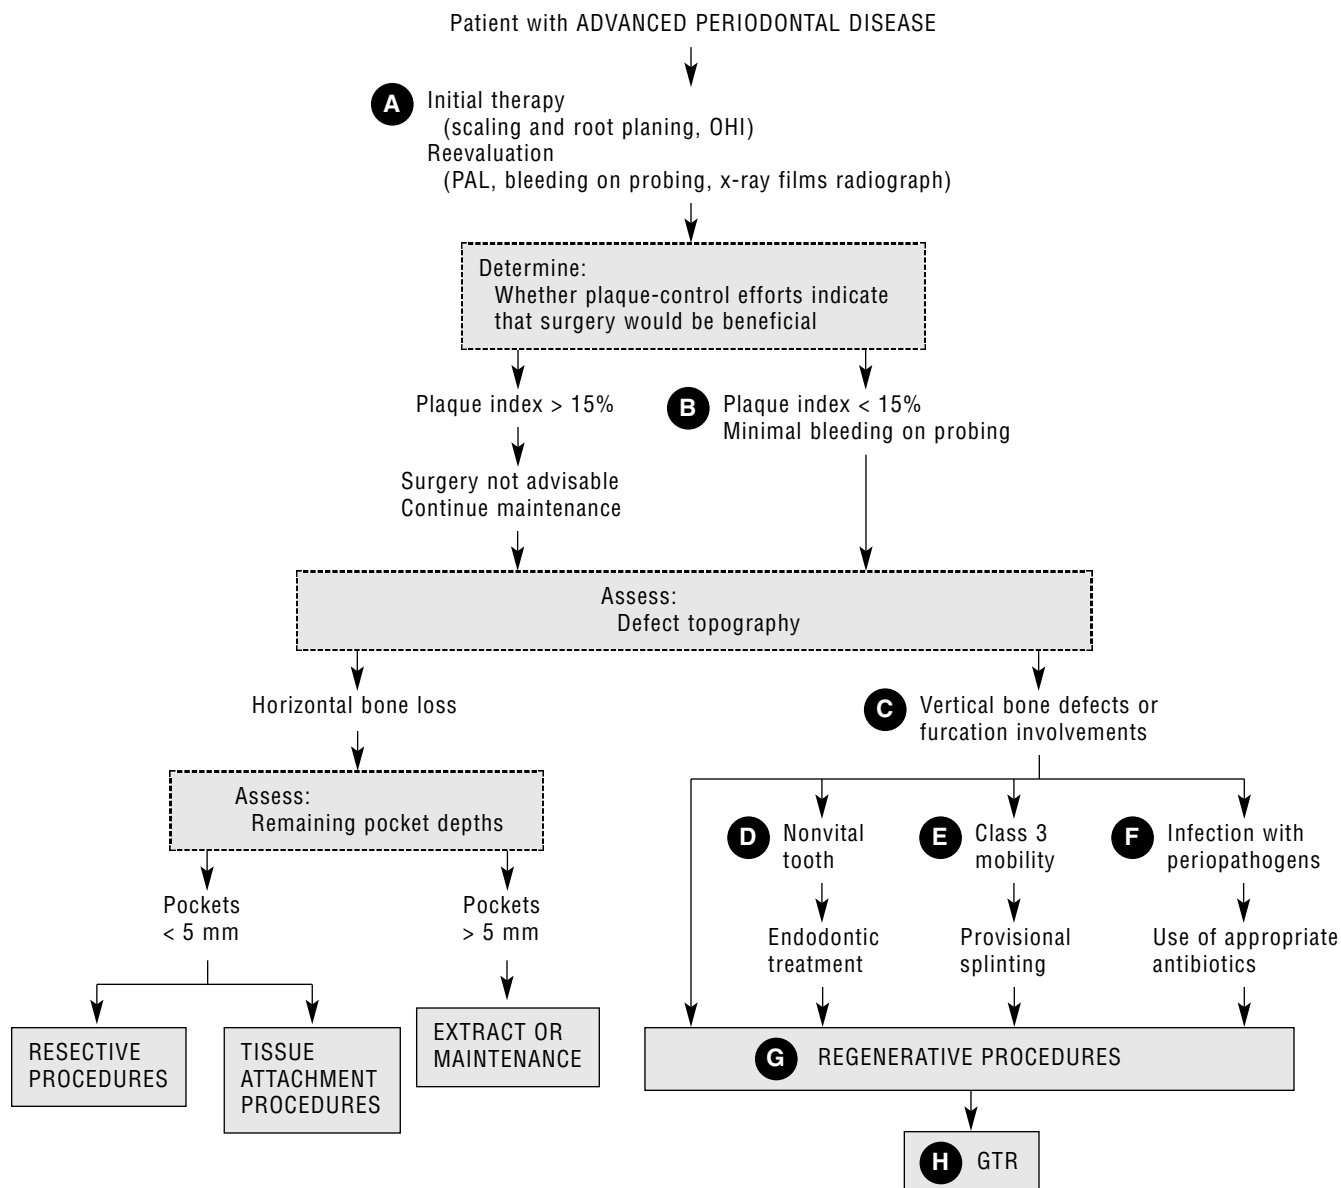 Patient with ADVANCED PERIODONTAL DISEASE
A Initial therapy
(scaling and root planing, OHI)
Reevaluation
(PAL, bleeding on probing, x-ray films radiograph)
Determine:
Whether plaque-control efforts indicate
that surgery would be beneficial
Plaque index > 15%
Surgery not advisable
Continue maintenance
B Plaque index < 15%
Minimal bleeding on probing
Assess:
Defect topography
Horizontal bone loss
Assess:
Remaining pocket depths
Pockets
< 5 mm
RESECTIVE
PROCEDURES
TISSUE
ATTACHMENT
PROCEDURES
Pockets
> 5 mm
EXTRACT OR
MAINTENANCE
C Vertical bone defects or
furcation involvements
D Nonvital
tooth
Endodontic
treatment
E Class 3
mobility
Provisional
splinting
F Infection with
periopathogens
Use of appropriate
antibiotics
G REGENERATIVE PROCEDURES
H GTR